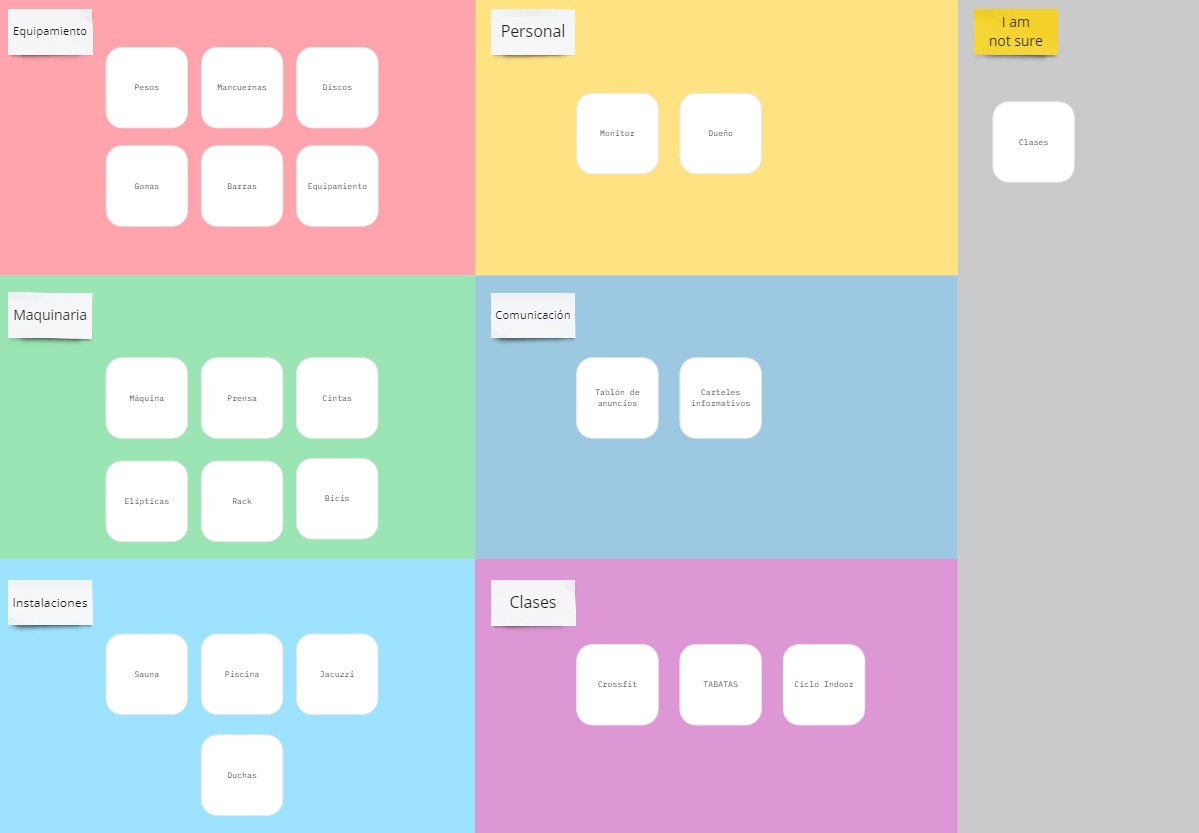 Equipamiento
Pesos
Mancuernas
Discos
Gomas
Barras
Equipamiento
Personal
Monitor
Dueño
I am
not sure
Clases
Maquinaria
Máquina
Prensa
Cintas
Elípticas
Rack
Bicis
Comunicación
Tablón de
anuncios
Carteles
informativos
Instalaciones
Sauna
Piscina
Jacuzzi
Duchas
Clases
Crossfit
TABATAS
Ciclo Indoor